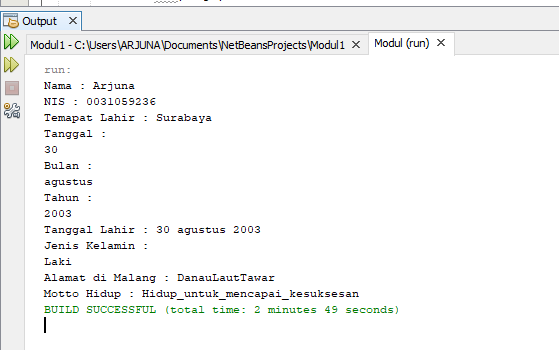 Output
Modul1 - C:\Users\ARJUNA\Documents\NetBeansProjects\Modul1
Modul (run)
run:
Nama : Arjuna
NIS : 0031059236
Temapat Lahir : Surabaya
Tanggal :
30
Bulan :
agustus
Tahun :
2003
Tanggal Lahir : 30 agustus 2003
Jenis Kelamin :
Laki
Alamat di Malang : DanauLautTawar
Motto Hidup : Hidup_untuk_mencapai_kesuksesan
BUILD SUCCESSFUL (total time: 2 minutes 49 seconds)